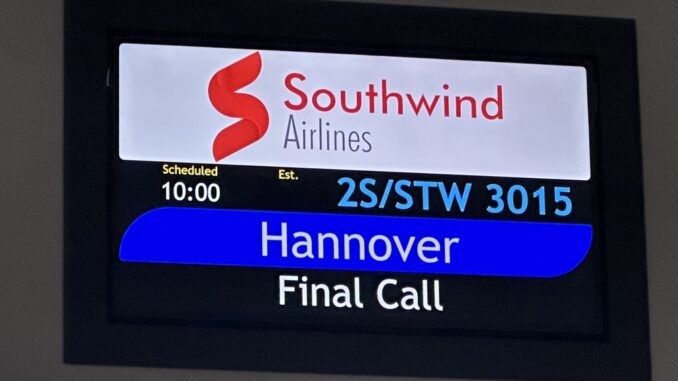 Southwind
Airlines
Scheduled Est.
10:00 2S/STW 3015
Hannover
Final Call